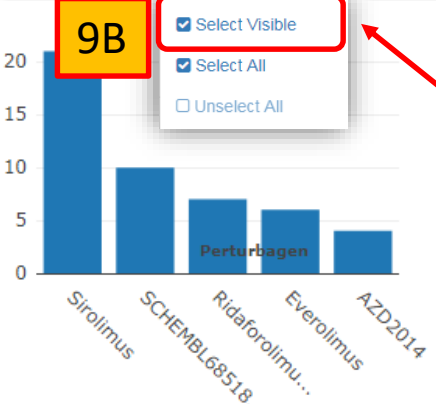 9B
Select Visible
Select All
Unselect All
20
15
10
5
0
Perturbagen
Sirolimus
SCHEMBL68518
Ridaforolimu...
Everolimus
AZD2014